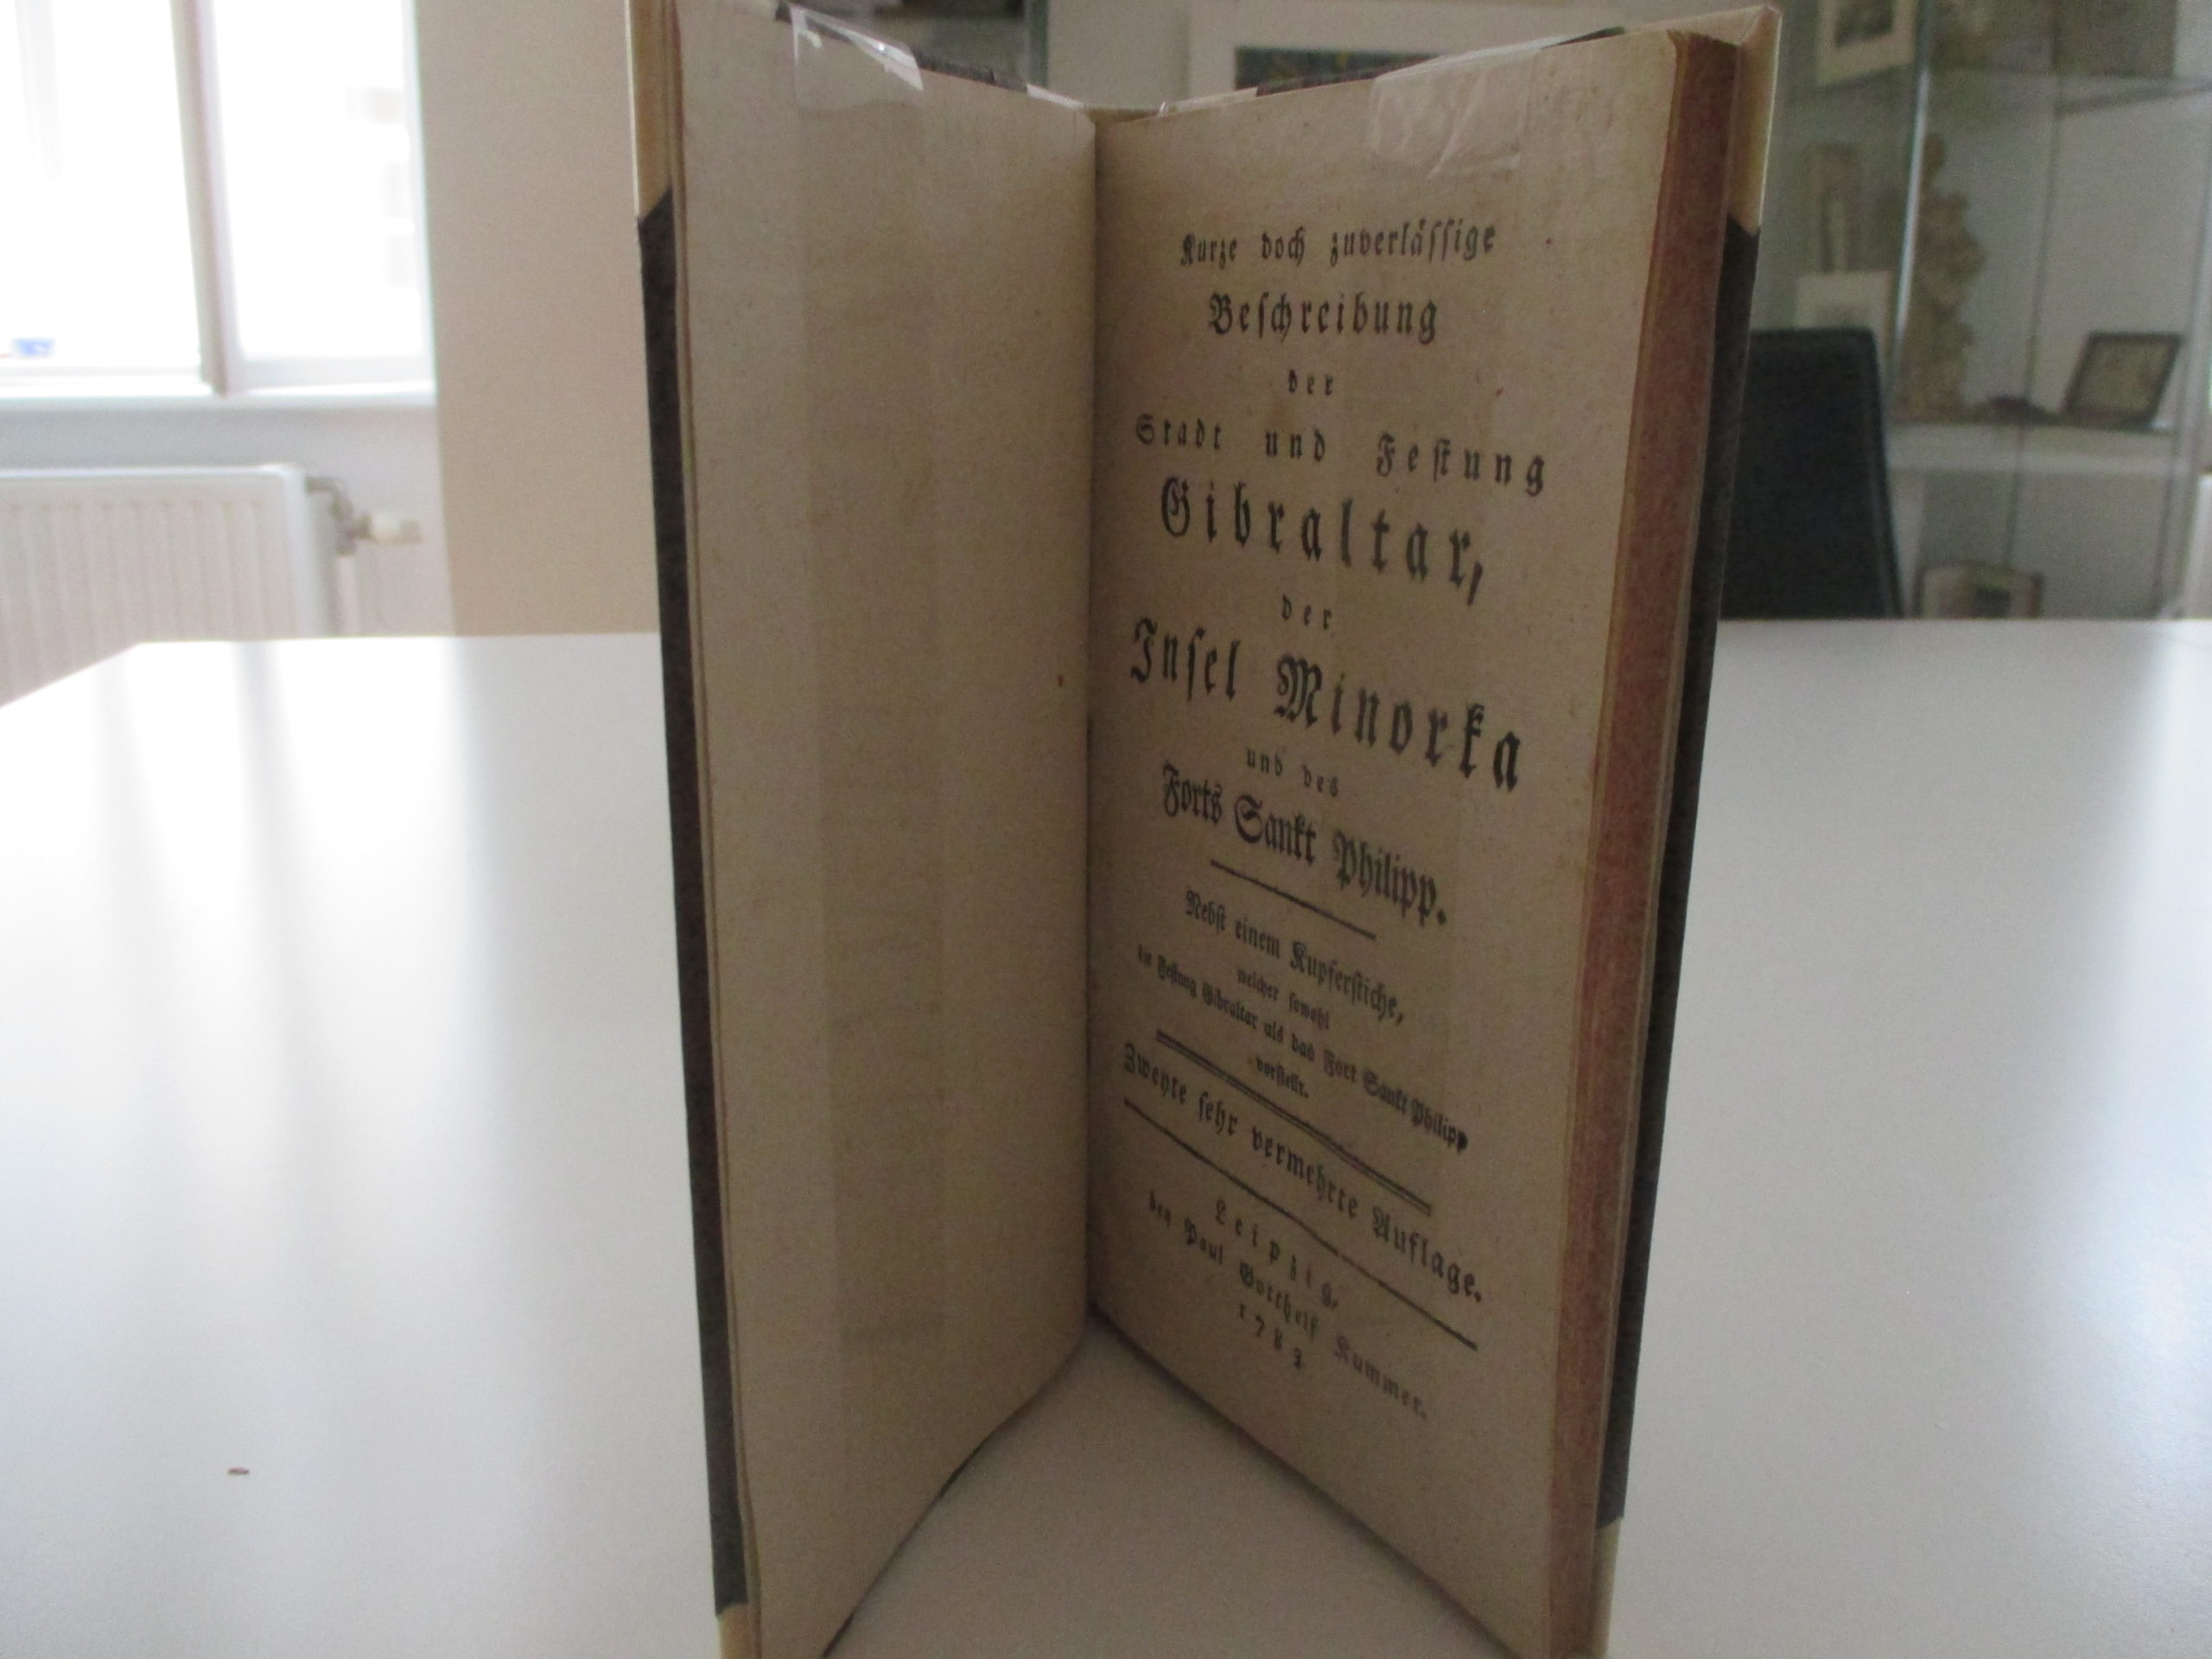 Kurze doch zuverlässige
Beschreibung
der
Stadt und Festung
Gibraltar,
der
Insel Minorka
und des
Forts Sankt Philipp.
Nebst einem Kupferstiche,
welcher sowohl
die Festung Gibraltar als das Fort Sankt Philipp
vorstellt.
Zweyte sehr vermehrte Auflage.
Leipzig,
bey Paul Gotthelf Kummer.
1783.